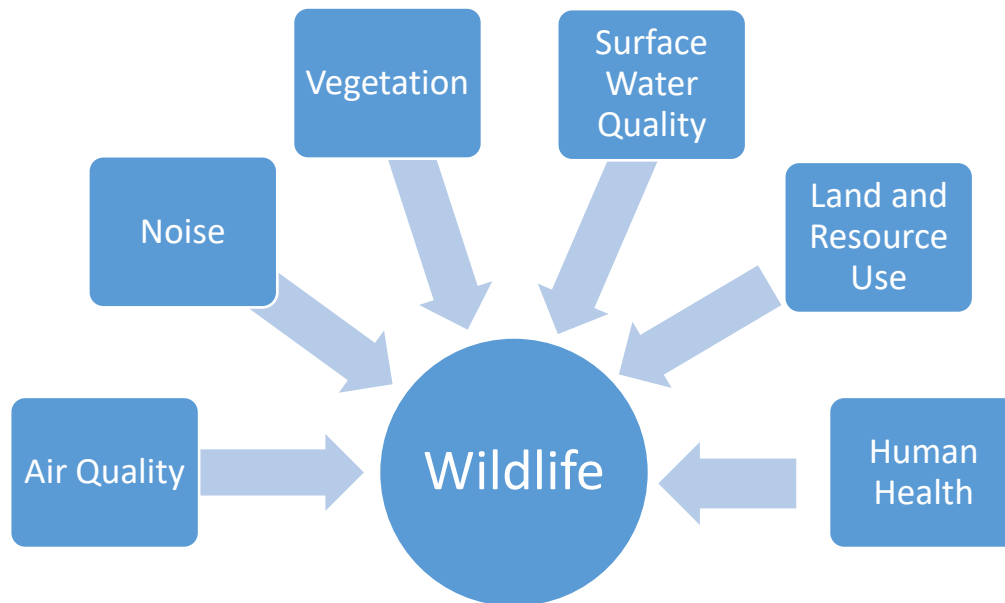 Vegetation
Surface
Water
Quality
Noise
Land and
Resource
Use
Air Quality
Wildlife
Human
Health